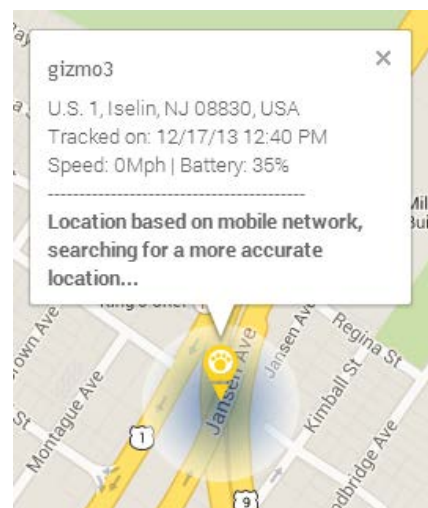 gizmo3
U.S. 1, Iselin, NJ 08830, USA
Tracked on: 12/17/13 12:40 PM
Speed: 0Mph | Battery: 35%
----------------------------------------
Location based on mobile network,
searching for a more accurate
location...
Jansen Ave
Jansen Ave
Regina St
Kimball St
Montague Ave
St
1
9